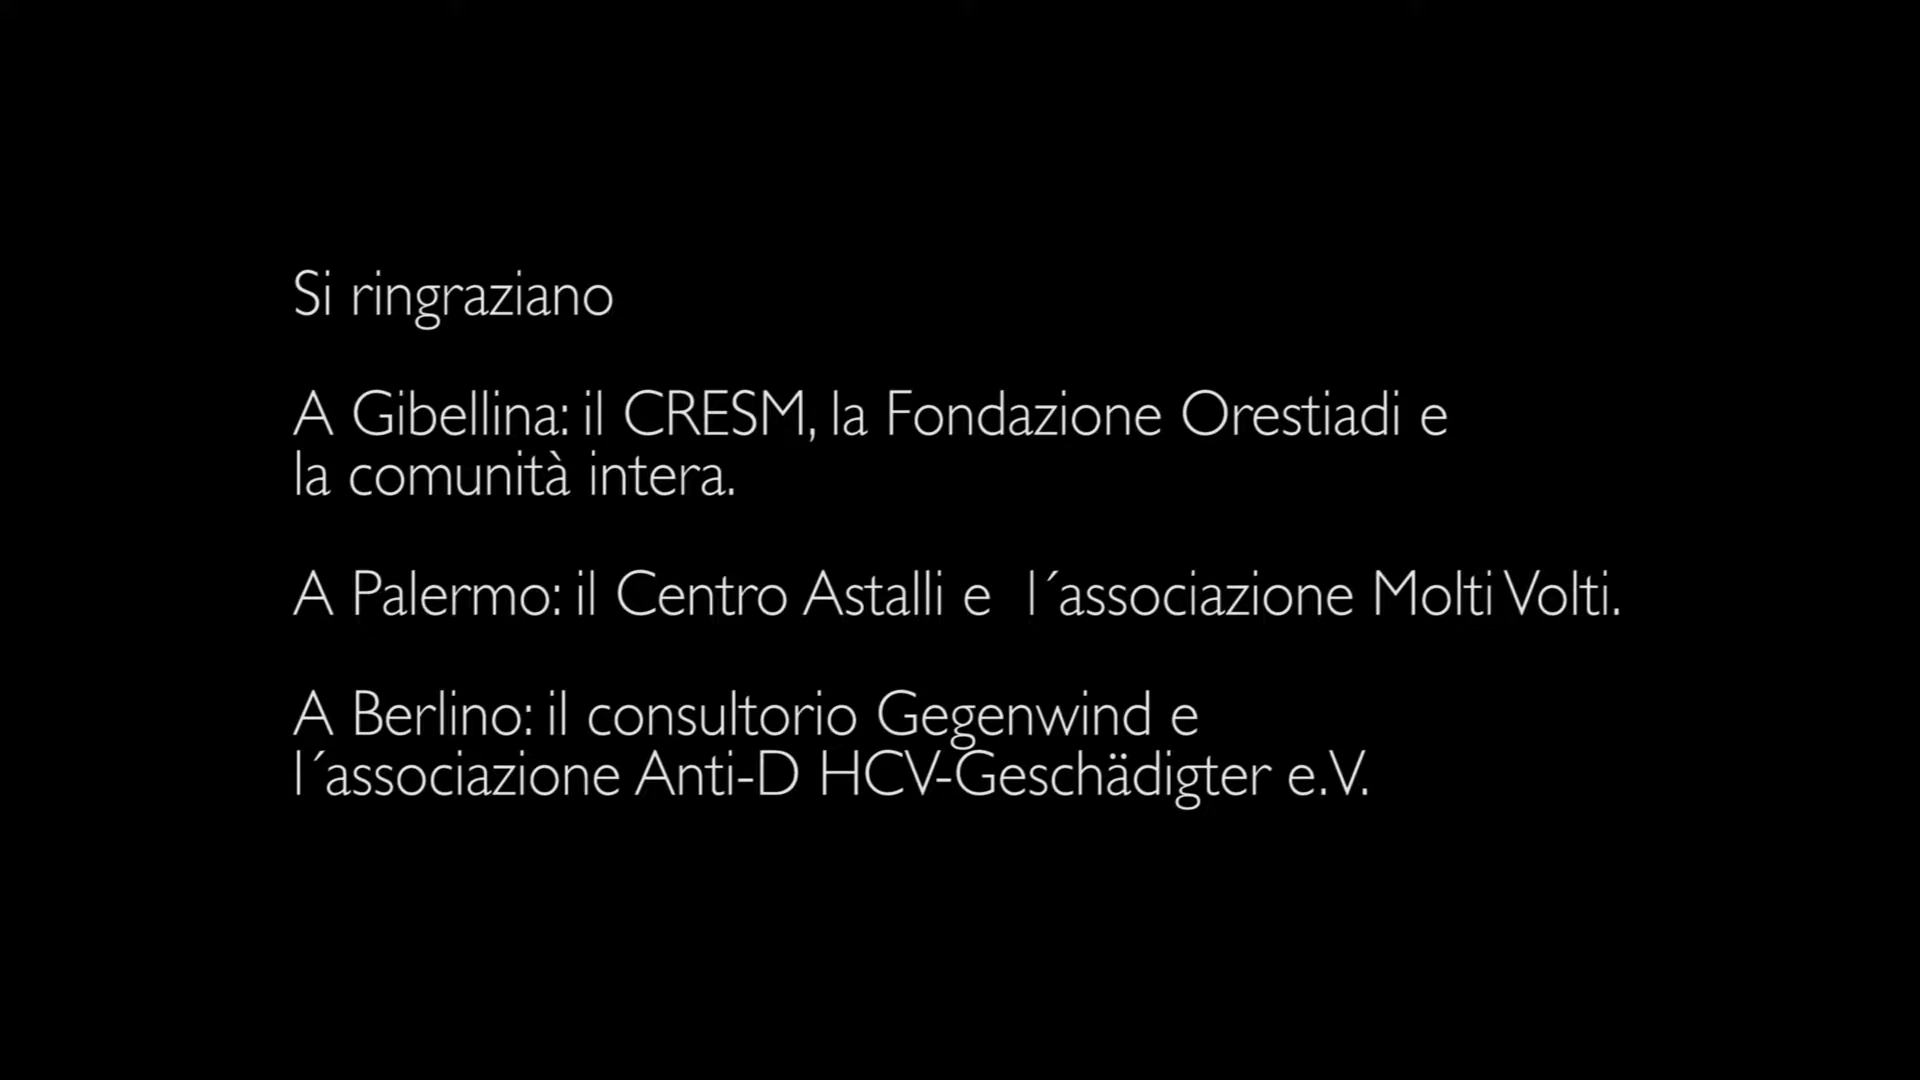 Si ringraziano
A Gibellina: il CRESM, la Fondazione Orestiadi e
la comunità intera.
A Palermo: il Centro Astalli e  l´associazione Molti Volti.
A Berlino: il consultorio Gegenwind e
l´associazione Anti-D HCV-Geschädigter e.V.